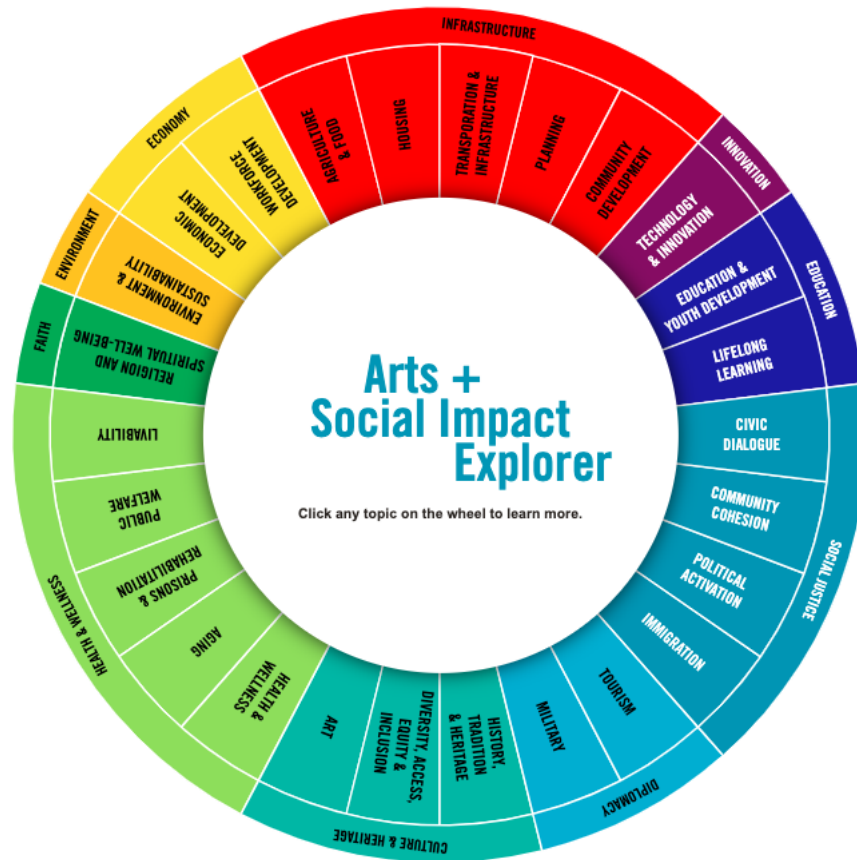 INFRASTRUCTURE
AGRICULTURE
& FOOD
HOUSING
TRANSPORATION &
INFRASTRUCTURE
PLANNING
COMMUNITY
DEVELOPMENT
INNOVATION
TECHNOLOGY
& INNOVATION
EDUCATION
EDUCATION &
YOUTH DEVELOPMENT
LIFELONG
LEARNING
SOCIAL JUSTICE
CIVIC
DIALOGUE
COMMUNITY
COHESION
POLITICAL
ACTIVATION
IMMIGRATION
DIPLOMACY
TOURISM
MILITARY
CULTURE & HERITAGE
HISTORY,
TRADITION
& HERITAGE
DIVERSITY, ACCESS,
EQUITY &
INCLUSION
ART
HEALTH & WELLNESS
HEALTH &
WELLNESS
AGING
PRISONS &
REHABILITATION
PUBLIC
WELFARE
LIVABILITY
FAITH
RELIGION AND
SPIRITUAL WELL-BEING
ENVIRONMENT
ENVIRONMENT &
SUSTAINABILITY
ECONOMY
ECONOMIC
DEVELOPMENT
WORKFORCE
DEVELOPMENT
Arts +
Social Impact
Explorer
Click any topic on the wheel to learn more.